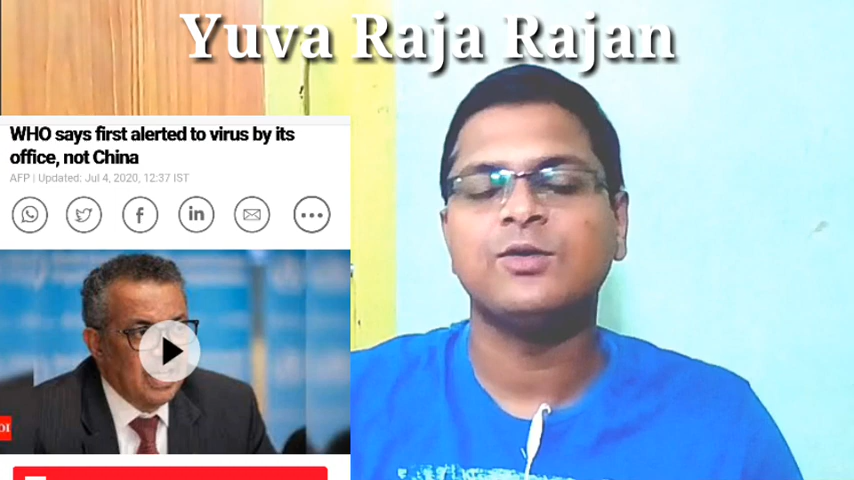 Yuva Raja Rajan
WHO says first alerted to virus by its
office, not China
AFP | Updated: Jul 4, 2020, 12:37 IST
f
in